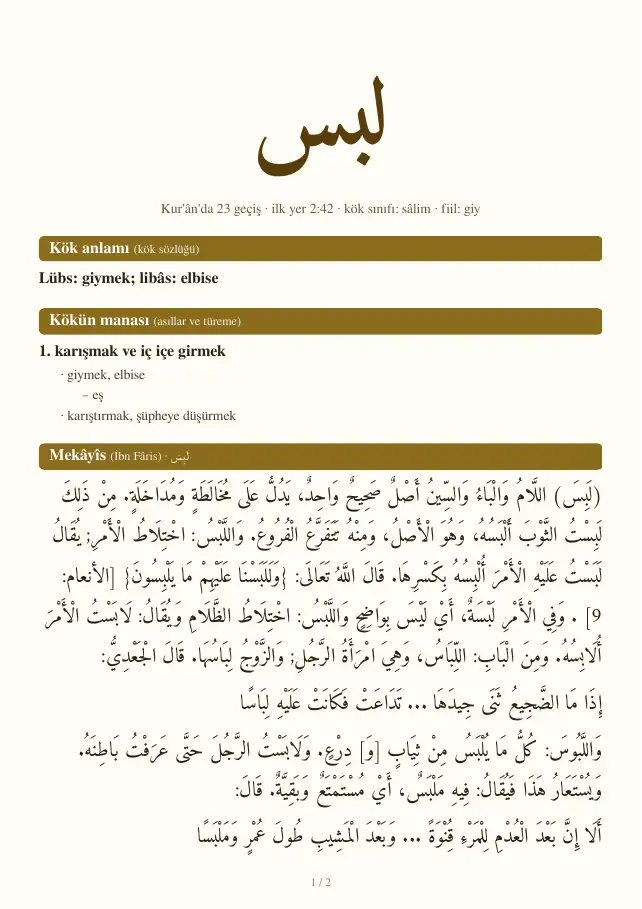 لبس
Kur'ân'da 23 geçiş · ilk yer 2:42 · kök sınıfı: sâlim · fiil: giy
Kök anlamı (kök sözlüğü)
Lübs: giymek; libâs: elbise
Kökün manası (asıllar ve türeme)
1. karışmak ve iç içe girmek
· giymek, elbise
– eş
· karıştırmak, şüpheye düşürmek
Mekâyîs (İbn Fâris) · لَبِسَ
(لَبِسَ) اللَّامُ وَالْبَاءُ وَالسِّينُ أَصْلٌ صَحِيحٌ وَاحِدٌ، يَدُلُّ عَلَى مُخَالَطَةٍ وَمُدَاخَلَةٍ. مِنْ ذَلِكَ
لَبِسْتُ الثَّوْبَ أَلْبَسُهُ، وَهُوَ الْأَصْلُ، وَمِنْهُ تَتَفَرَّعُ الْفُرُوعُ. وَاللَّبْسُ: اخْتِلَاطُ الْأَمْرِ; يُقَالُ
لَبَسْتُ عَلَيْهِ الْأَمْرَ أُلْبِسُهُ بِكَسْرِهَا. قَالَ اللَّهُ تَعَالَى: {وَلَلَبَسْنَا عَلَيْهِمْ مَا يَلْبِسُونَ} [الأنعام:
9] . وَفِي الْأَمْرِ لَبْسَةٌ، أَيْ لَيْسَ بِوَاضِحٍ وَاللَّبْسُ: اخْتِلَاطُ الظَّلَامِ وَيُقَالُ: لَابَسْتُ الْأَمْرَ
أُلَابِسُهُ. وَمِنَ الْبَابِ: اللِّبَاسُ، وَهِيَ امْرَأَةُ الرَّجُلِ; وَالزَّوْجُ لِبَاسُهَا. قَالَ الْجَعْدِيُّ:
إِذَا مَا الضَّجِيعُ ثَنَى جِيدَهَا ... تَدَاعَتْ فَكَانَتْ عَلَيْهِ لِبَاسًا
وَاللَّبُوسَ: كُلُّ مَا يُلْبَسُ مِنْ ثِيَابٍ [وَ] دِرْعٍ. وَلَابَسْتُ الرَّجُلَ حَتَّى عَرَفْتُ بَاطِنَهُ.
وَيُسْتَعَارُ هَذَا فَيُقَالُ: فِيهِ مَلْبَسٌ، أَيْ مُسْتَمْتَعٌ وَبَقِيَّةٌ. قَالَ:
أَلَا إِنَّ بَعْدَ الْعُدْمِ لِلْمَرْءِ قُنْوَةً ... وَبَعْدَ الْمَشِيبِ طُولَ عُمْرٍ وَمَلْبَسًا
1 / 2